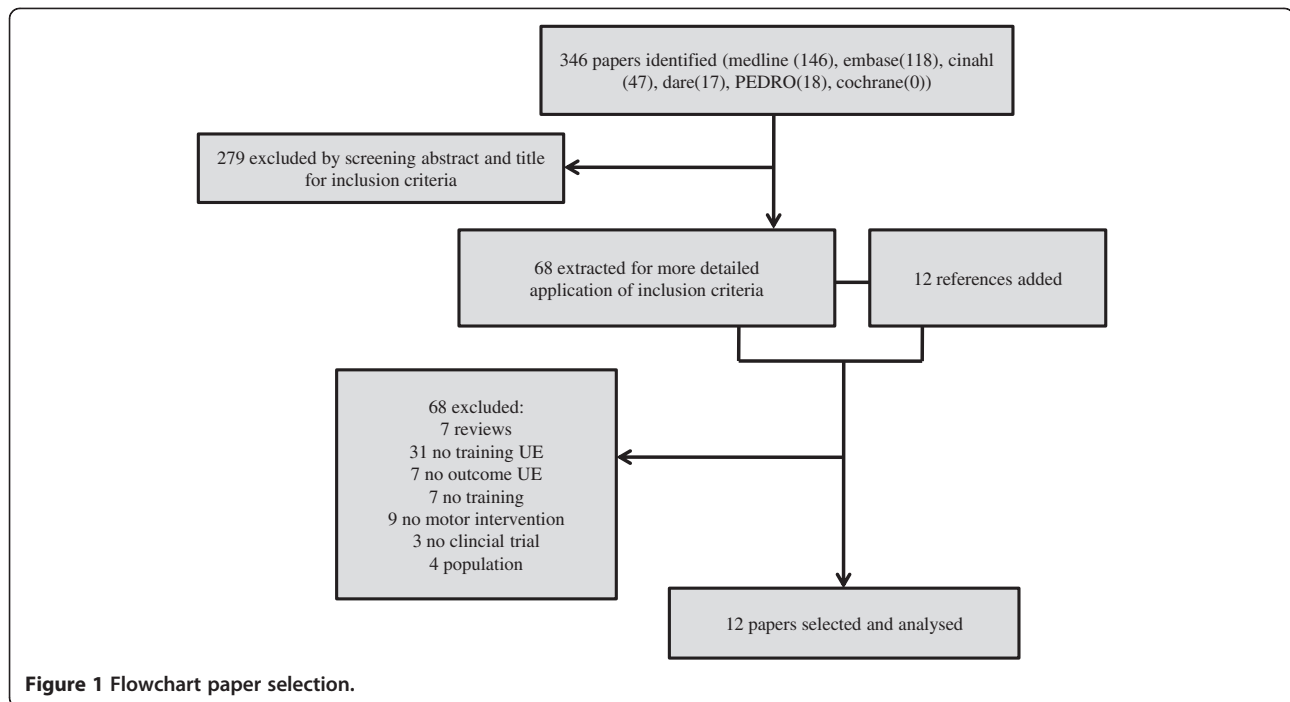 346 papers identified (medline (146), embase(118), cinahl
(47), dare(17), PEDRO(18), cochrane(0))
279 excluded by screening abstract and title
for inclusion criteria
68 extracted for more detailed
application of inclusion criteria
12 references added
68 excluded:
7 reviews
31 no training UE
7 no outcome UE
7 no training
9 no motor intervention
3 no clincial trial
4 population
12 papers selected and analysed
Figure 1 Flowchart paper selection.